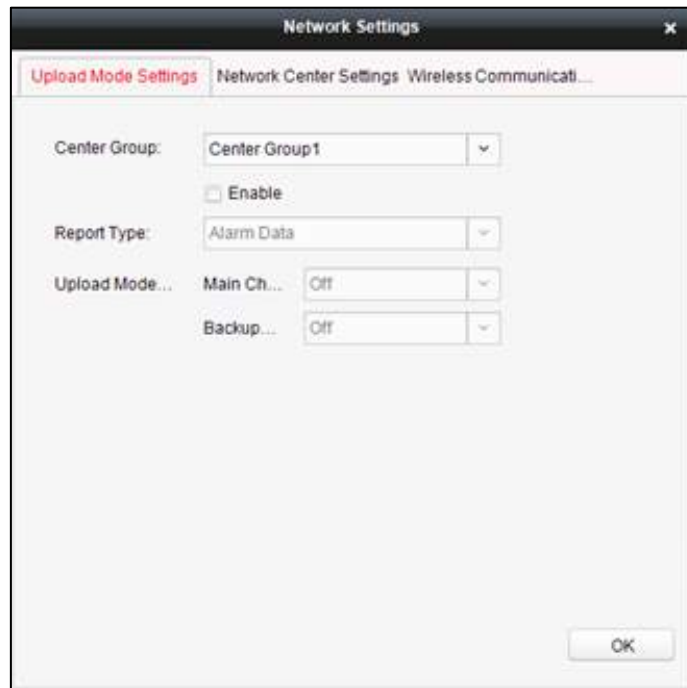 Network Settings
Upload Mode Settings Network Center Settings Wireless Communicati...
Center Group: Center Group1
Enable
Report Type: Alarm Data
Upload Mode... Main Ch... Off
Backup... Off
OK